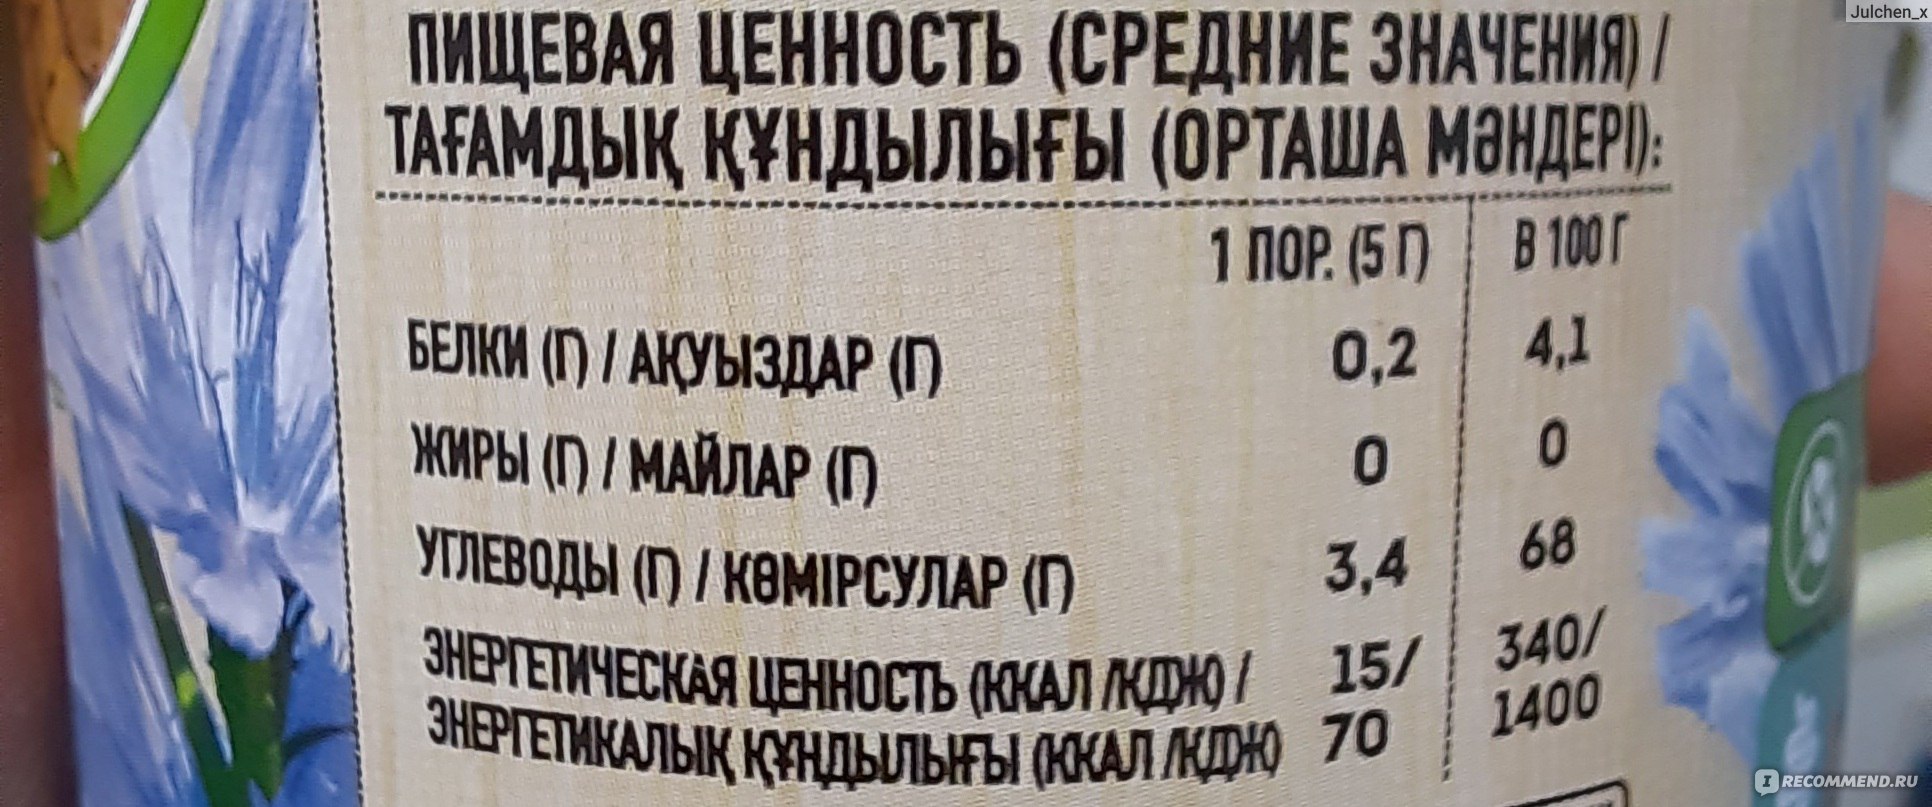 Julchen_x
ПИЩЕВАЯ ЦЕННОСТЬ (СРЕДНИЕ ЗНАЧЕНИЯ) /
ТАҒАМДЫҚ ҚҰНДЫЛЫҒЫ (ОРТАША МӘНДЕРІ):
1 ПОР. (5 Г) В 100 Г
БЕЛКИ (Г) / АҚУЫЗДАР (Г) 0,2 4,1
ЖИРЫ (Г) / МАЙЛАР (Г) 0 0
УГЛЕВОДЫ (Г) / КӨМІРСУЛАР (Г) 3,4 68
ЭНЕРГЕТИЧЕСКАЯ ЦЕННОСТЬ (ККАЛ /КДЖ) / 15/ 340/
ЭНЕРГЕТИКАЛЫҚ ҚҰНДЫЛЫҒЫ (ККАЛ /КДЖ) 70 1400
I RECOMMEND.RU